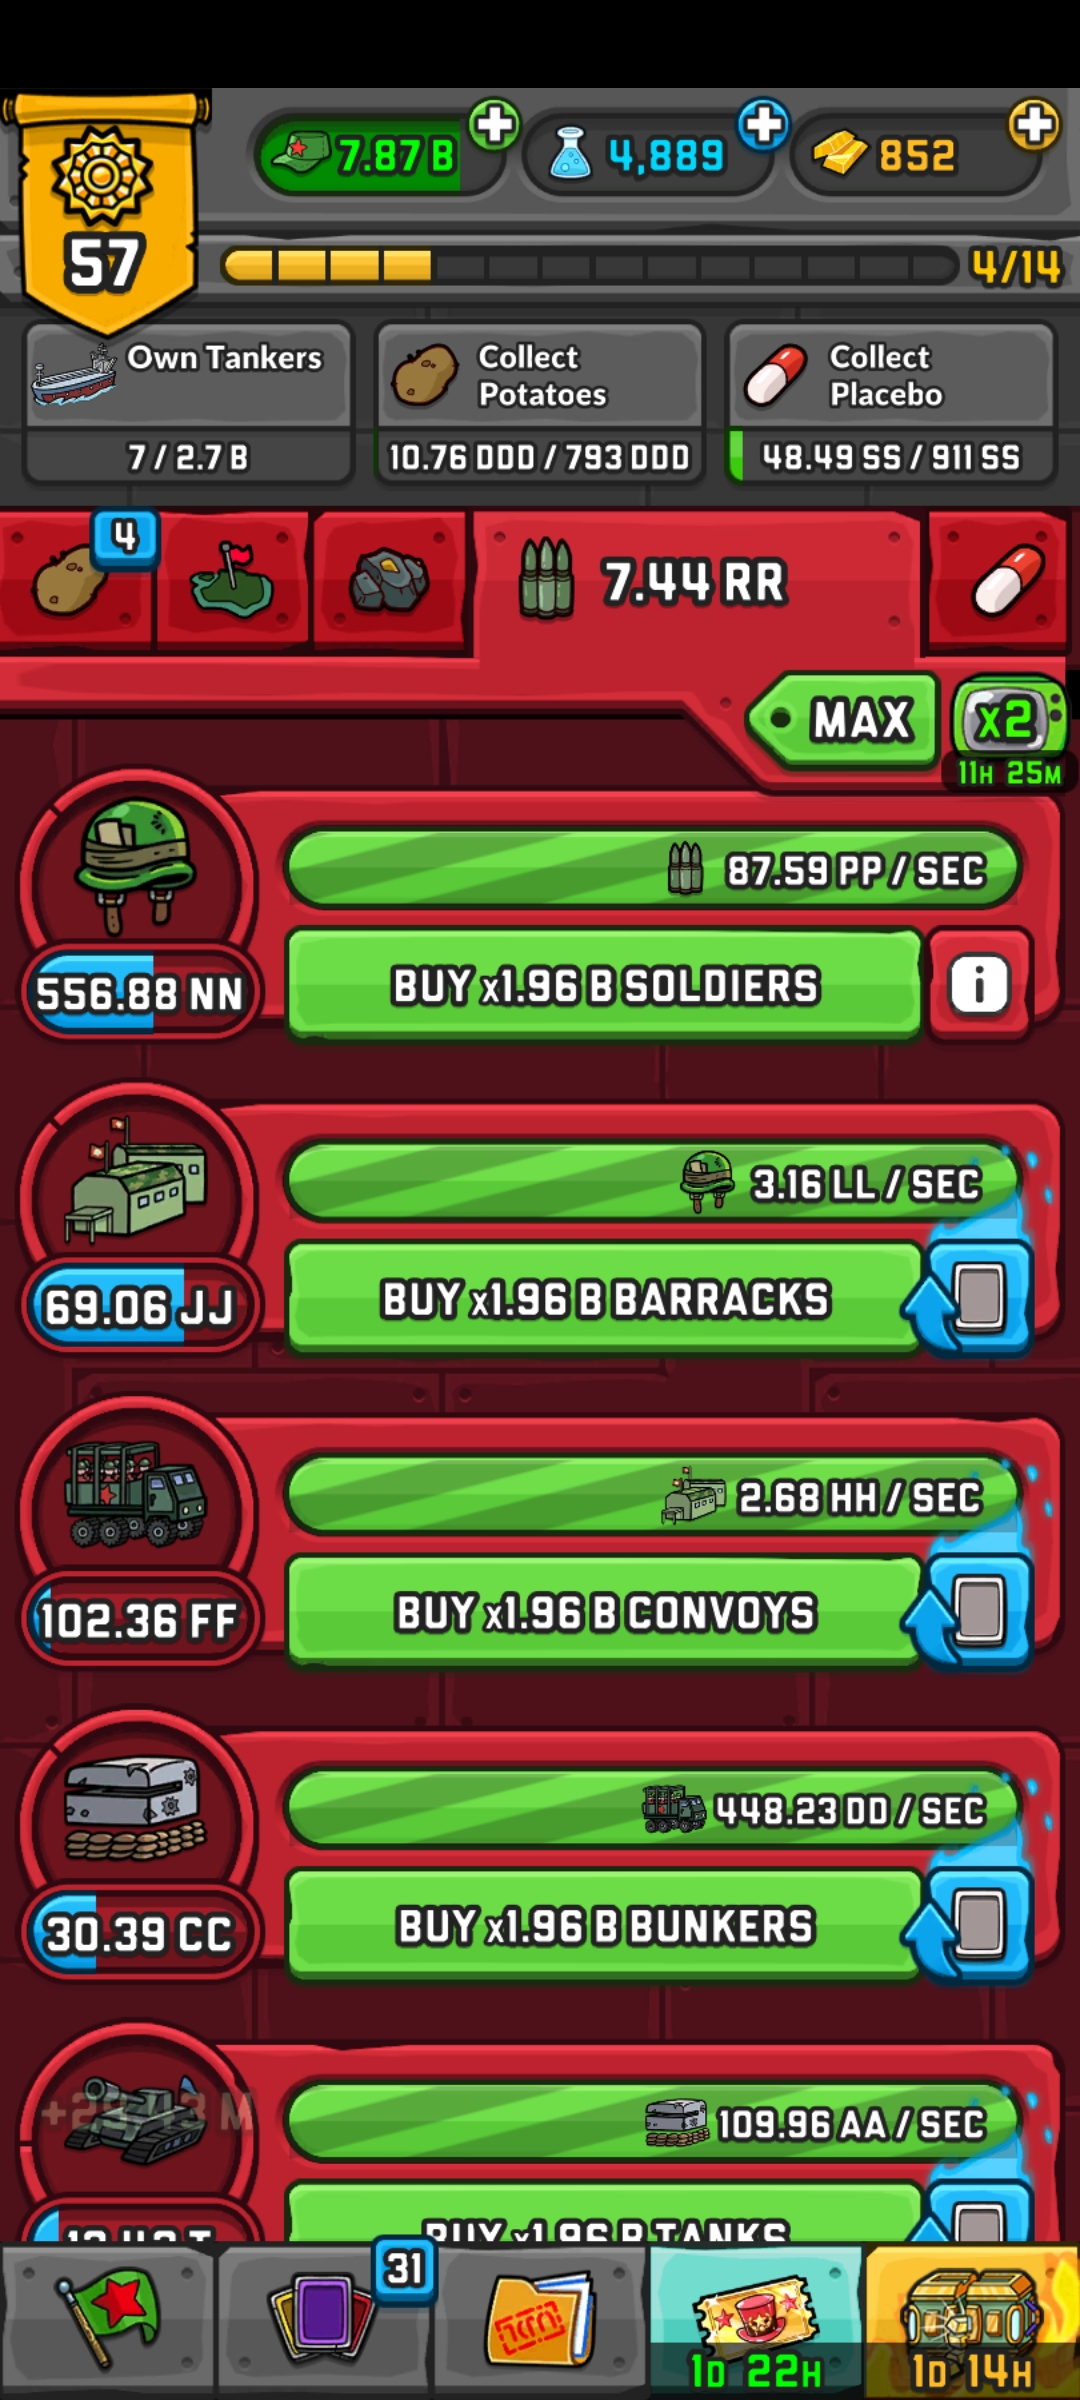 7.87 B
4,889
852
57
4/14
Own Tankers
7 / 2.7 B
Collect
Potatoes
10.76 DDD / 793 DDD
Collect
Placebo
48.49 SS / 911 SS
4
7.44 RR
MAX
x2
11H 25M
87.59 PP / SEC
556.88 NN
BUY x1.96 B SOLDIERS
i
3.16 LL / SEC
69.06 JJ
BUY x1.96 B BARRACKS
2.68 HH / SEC
102.36 FF
BUY x1.96 B CONVOYS
448.23 DD / SEC
30.39 CC
BUY x1.96 B BUNKERS
109.96 AA / SEC
BUY x1.96 B TANKS
31
1D 22H
1D 14H